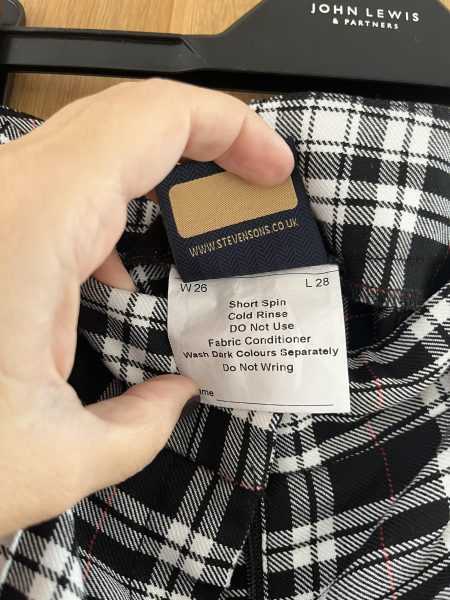 JOHN LEWIS
& PARTNERS
WWW.STEVENSONS.CO.UK
W 26 L 28
Short Spin
Cold Rinse
DO Not Use
Fabric Conditioner
Wash Dark Colours Separately
Do Not Wring
ame